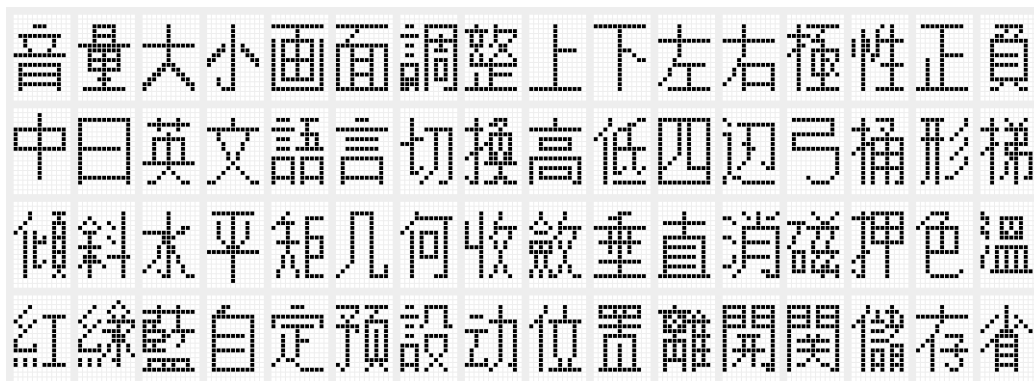 音量大小画面調整上下左右極性正負
中日英文語言切換高低四辺弓桶形梯
傾斜水平矩几何收斂垂直消磁押色溫
紅綠藍自定預設动位置離開関儲存省